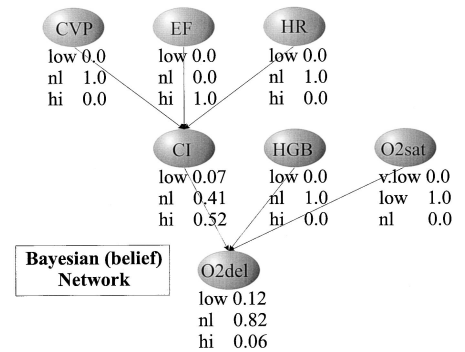 CVP EF HR
low 0.0 low 0.0 low 0.0
nl 1.0 nl 0.0 nl 1.0
hi 0.0 hi 1.0 hi 0.0
CI HGB O2sat
low 0.07 low 0.0 v.low 0.0
nl 0.41 nl 1.0 low 1.0
hi 0.52 hi 0.0 nl 0.0
Bayesian (belief)
Network
O2del
low 0.12
nl 0.82
hi 0.06